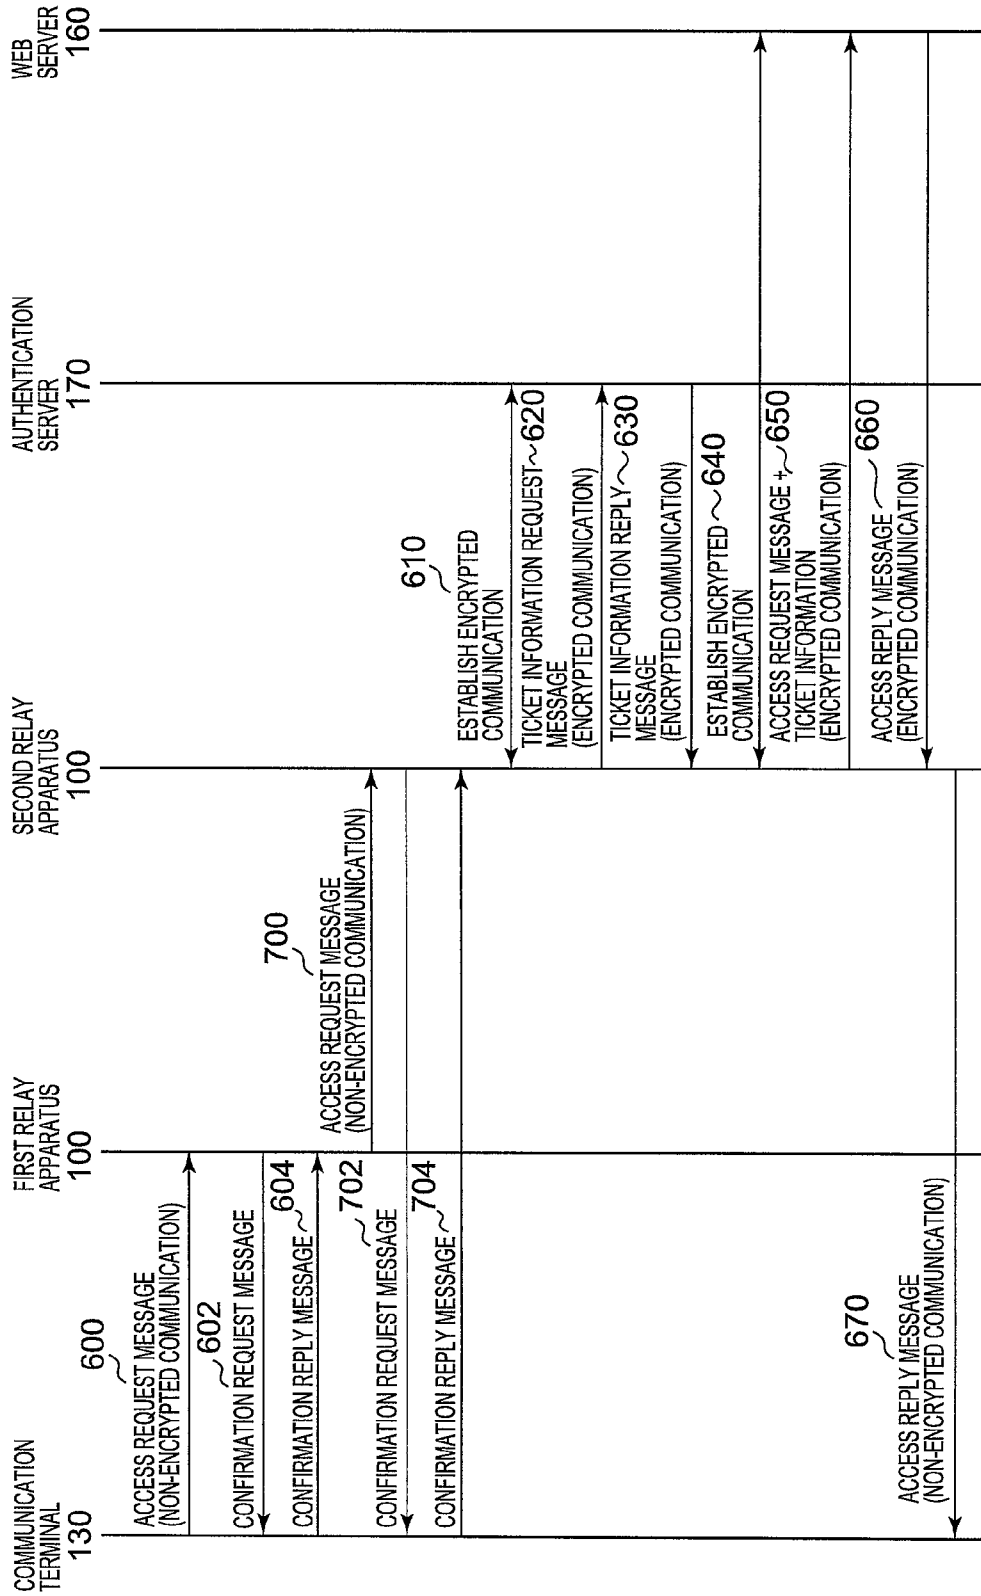 COMMUNICATION
TERMINAL
130
FIRST RELAY
APPARATUS
100
SECOND RELAY
APPARATUS
100
AUTHENTICATION
SERVER
170
WEB
SERVER
160
600
ACCESS REQUEST MESSAGE
(NON-ENCRYPTED COMMUNICATION)
602
CONFIRMATION REQUEST MESSAGE
CONFIRMATION REPLY MESSAGE 604
700
ACCESS REQUEST MESSAGE
(NON-ENCRYPTED COMMUNICATION)
702
CONFIRMATION REQUEST MESSAGE
CONFIRMATION REPLY MESSAGE 704
610
ESTABLISH ENCRYPTED
COMMUNICATION
TICKET INFORMATION REQUEST 620
MESSAGE
(ENCRYPTED COMMUNICATION)
TICKET INFORMATION REPLY 630
MESSAGE
(ENCRYPTED COMMUNICATION)
ESTABLISH ENCRYPTED 640
COMMUNICATION
ACCESS REQUEST MESSAGE + 650
TICKET INFORMATION
(ENCRYPTED COMMUNICATION)
660
ACCESS REPLY MESSAGE
(ENCRYPTED COMMUNICATION)
670
ACCESS REPLY MESSAGE
(NON-ENCRYPTED COMMUNICATION)